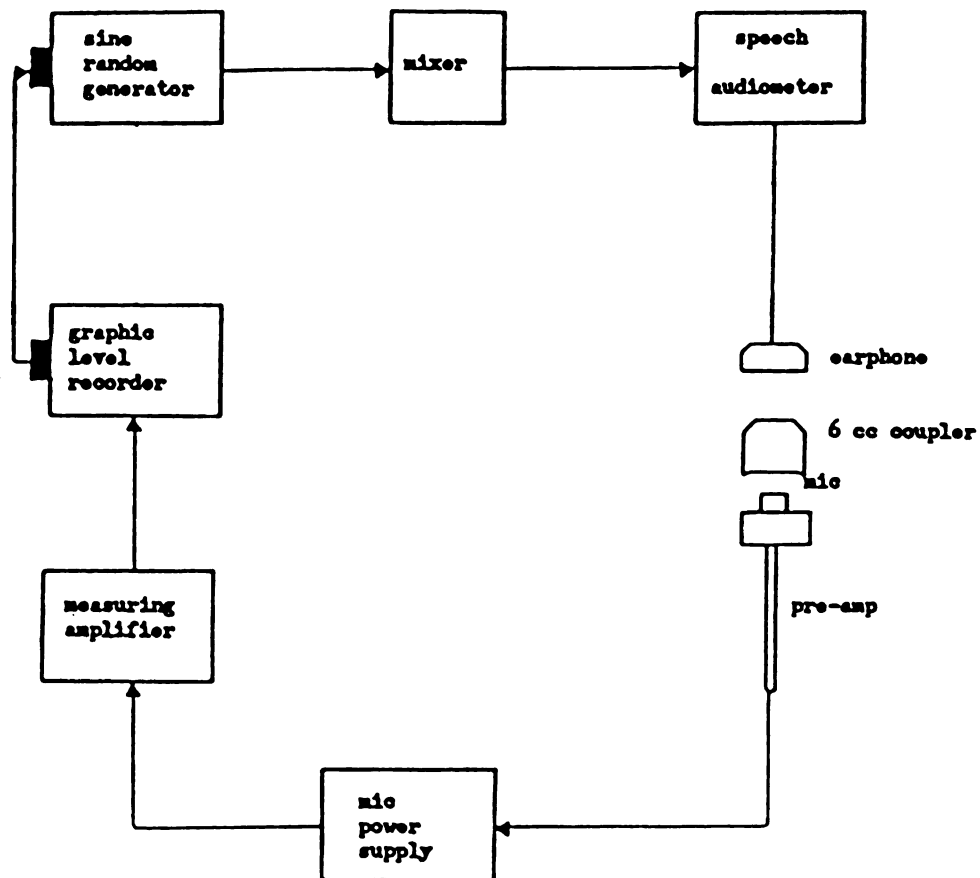 sine
random
generator
mixer
speech
audiometer
graphic
level
recorder
earphone
6 cc coupler
mic
measuring
amplifier
pre-amp
mic
power
supply